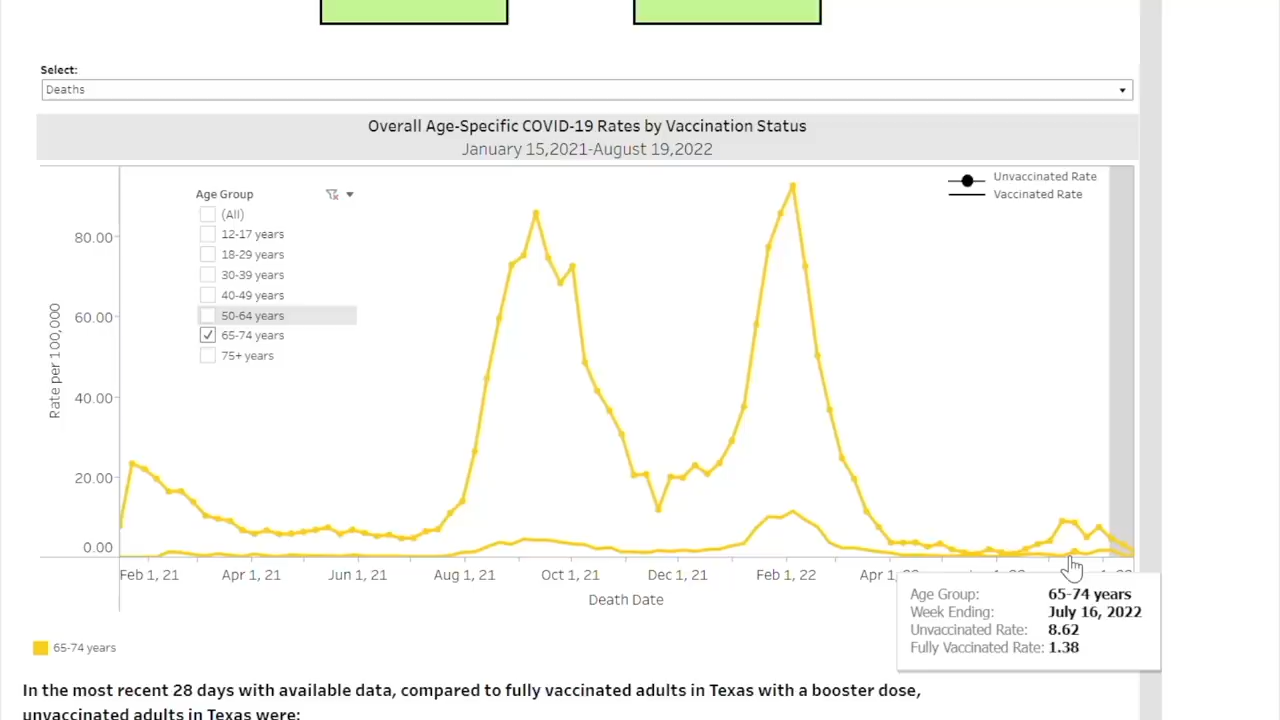 Select:
Deaths
Overall Age-Specific COVID-19 Rates by Vaccination Status
January 15,2021-August 19,2022
Age Group
(All)
12-17 years
18-29 years
30-39 years
40-49 years
50-64 years
65-74 years
75+ years
Unvaccinated Rate
Vaccinated Rate
80.00
60.00
40.00
20.00
0.00
Rate per 100,000
Feb 1, 21 Apr 1, 21 Jun 1, 21 Aug 1, 21 Oct 1, 21 Dec 1, 21 Feb 1, 22 Apr 1,
Death Date
Age Group: 65-74 years
Week Ending: July 16, 2022
Unvaccinated Rate: 8.62
Fully Vaccinated Rate: 1.38
65-74 years
In the most recent 28 days with available data, compared to fully vaccinated adults in Texas with a booster dose,
unvaccinated adults in Texas were: